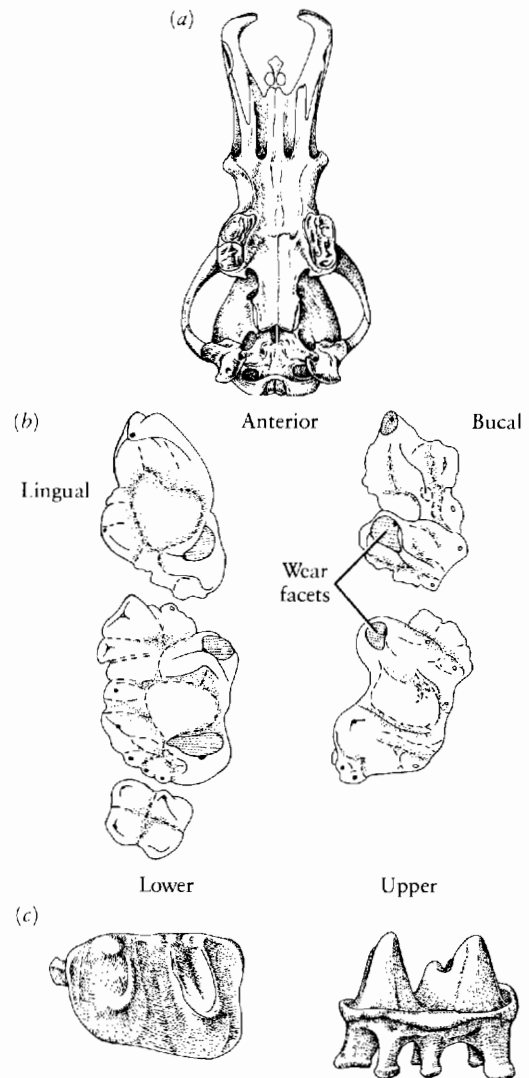 (a)
(b)
Anterior
Bucal
Lingual
Wear
facets
Lower
Upper
(c)